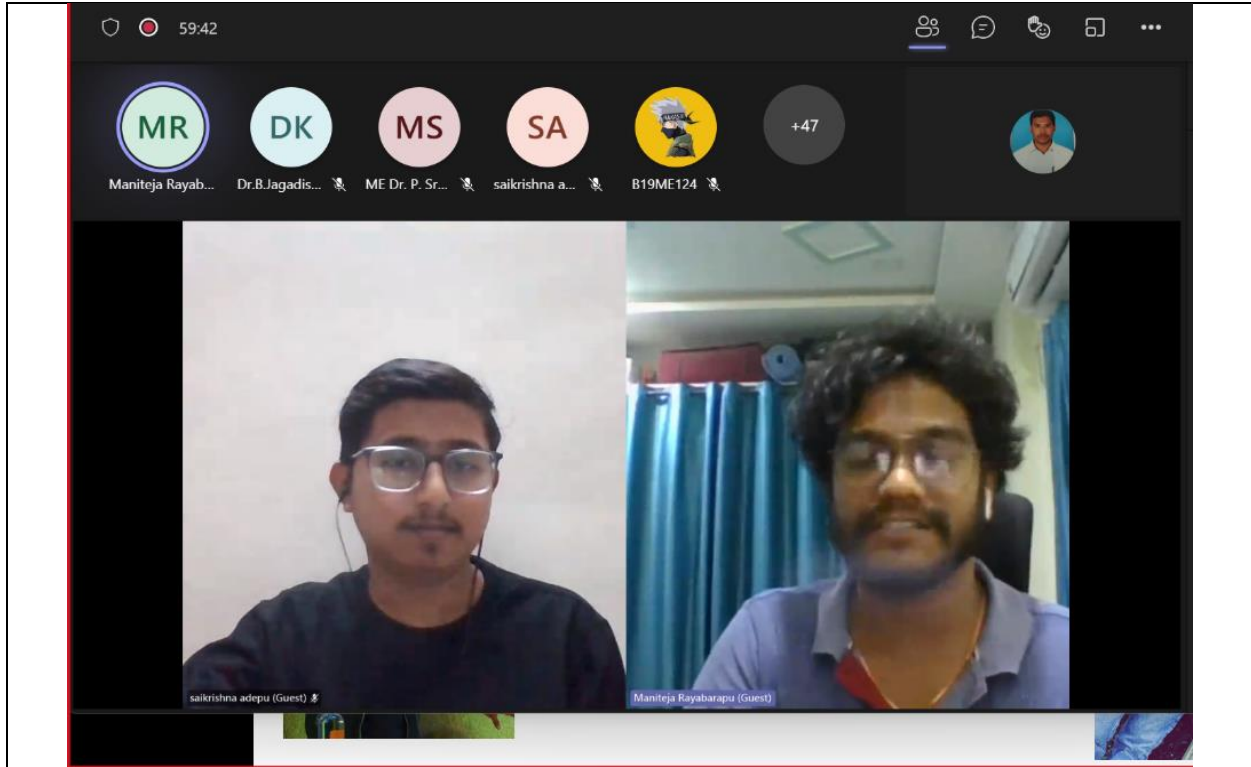 59:42
MR
DK
MS
SA
+47
Maniteja Rayab...
Dr.B.Jagadis...
ME Dr. P. Sr...
saikrishna a...
B19ME124
saikrishna adepu (Guest)
Maniteja Rayabarapu (Guest)